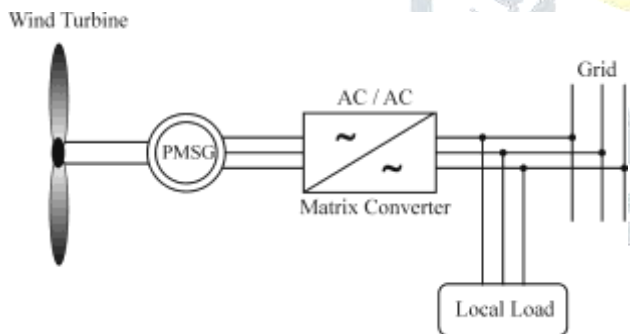 Wind Turbine
Grid
AC / AC
PMSG
~
~
Matrix Converter
Local Load